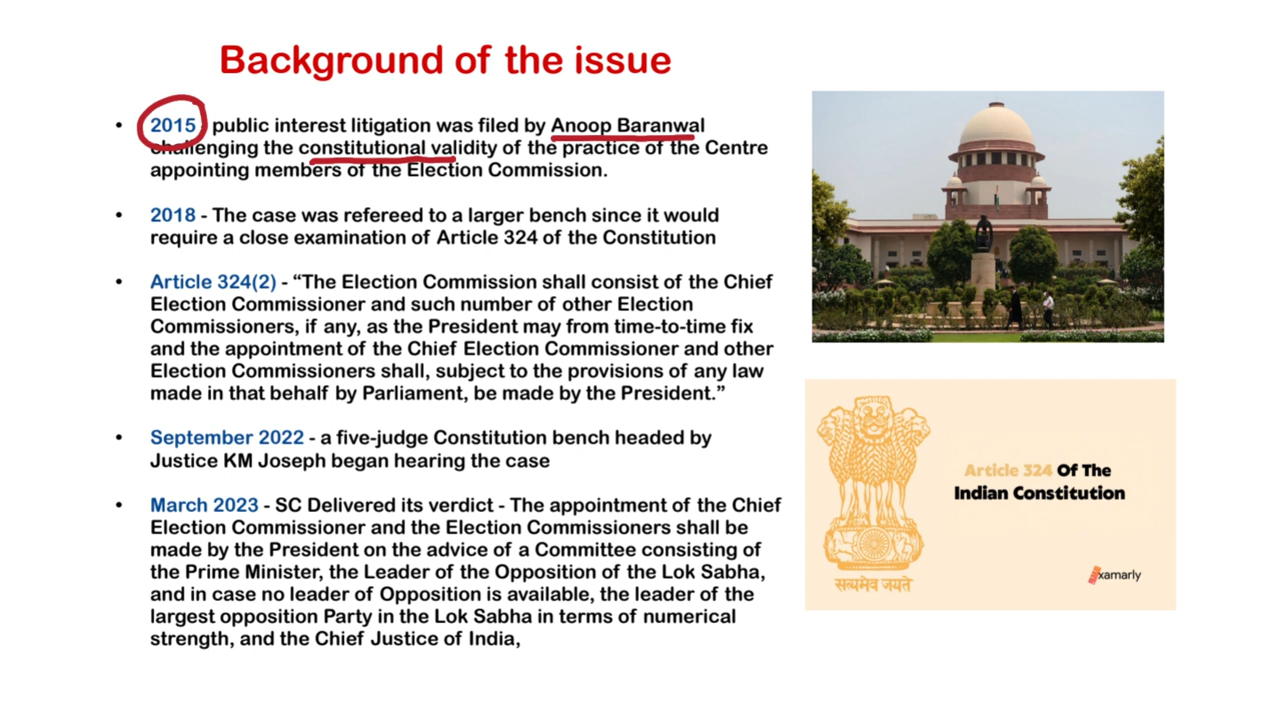 Background of the issue
• 2015 public interest litigation was filed by Anoop Baranwal
challenging the constitutional validity of the practice of the Centre
appointing members of the Election Commission.
• 2018 - The case was refereed to a larger bench since it would
require a close examination of Article 324 of the Constitution
• Article 324(2) - “The Election Commission shall consist of the Chief
Election Commissioner and such number of other Election
Commissioners, if any, as the President may from time-to-time fix
and the appointment of the Chief Election Commissioner and other
Election Commissioners shall, subject to the provisions of any law
made in that behalf by Parliament, be made by the President.”
• September 2022 - a five-judge Constitution bench headed by
Justice KM Joseph began hearing the case
• March 2023 - SC Delivered its verdict - The appointment of the Chief
Election Commissioner and the Election Commissioners shall be
made by the President on the advice of a Committee consisting of
the Prime Minister, the Leader of the Opposition of the Lok Sabha,
and in case no leader of Opposition is available, the leader of the
largest opposition Party in the Lok Sabha in terms of numerical
strength, and the Chief Justice of India,
Article 324 Of The
Indian Constitution
सत्यमेव जयते
Examarly